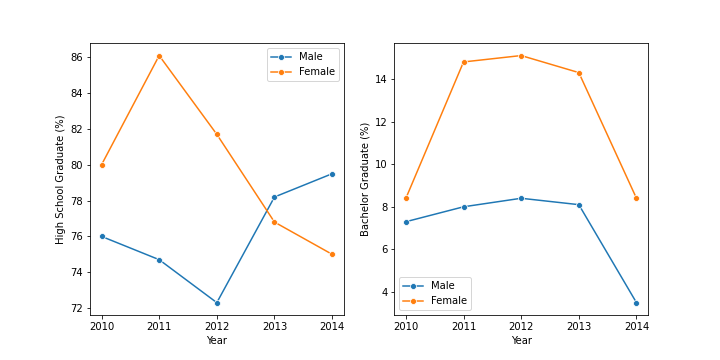 High School Graduate (%)
86
84
82
80
78
76
74
72
2010 2011 2012 2013 2014
Year
Male
Female
Bachelor Graduate (%)
14
12
10
8
6
4
2010 2011 2012 2013 2014
Year
Male
Female